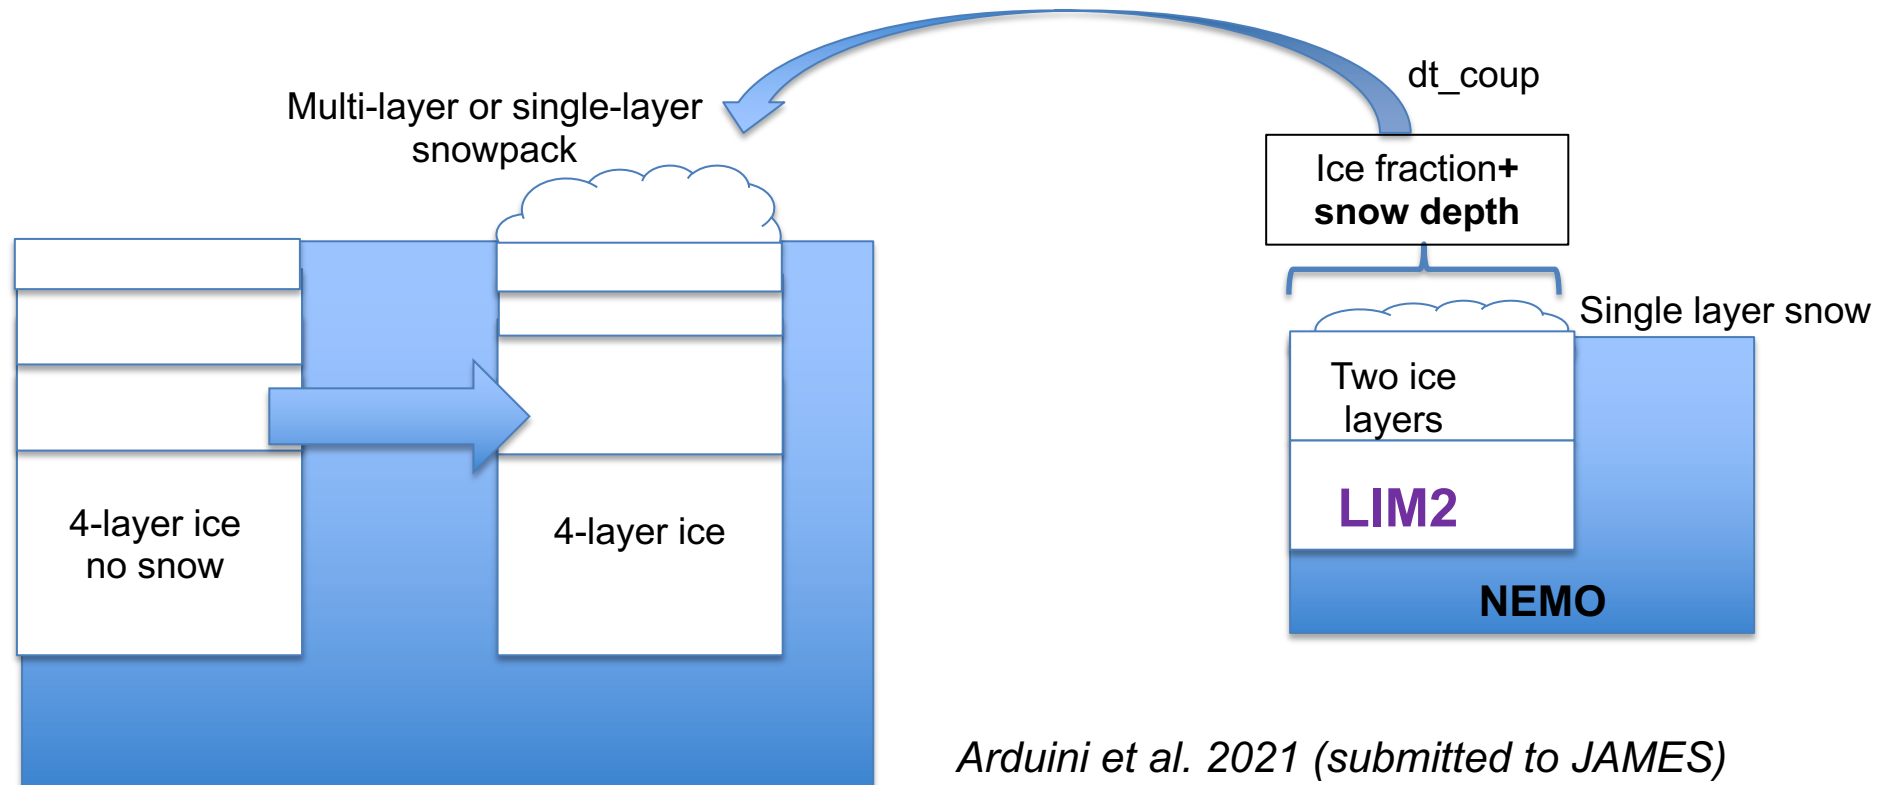 dt_coup
Multi-layer or single-layer
snowpack
Ice fraction+
snow depth
Single layer snow
Two ice
layers
4-layer ice
no snow
4-layer ice
LIM2
NEMO
Arduini et al. 2021 (submitted to JAMES)